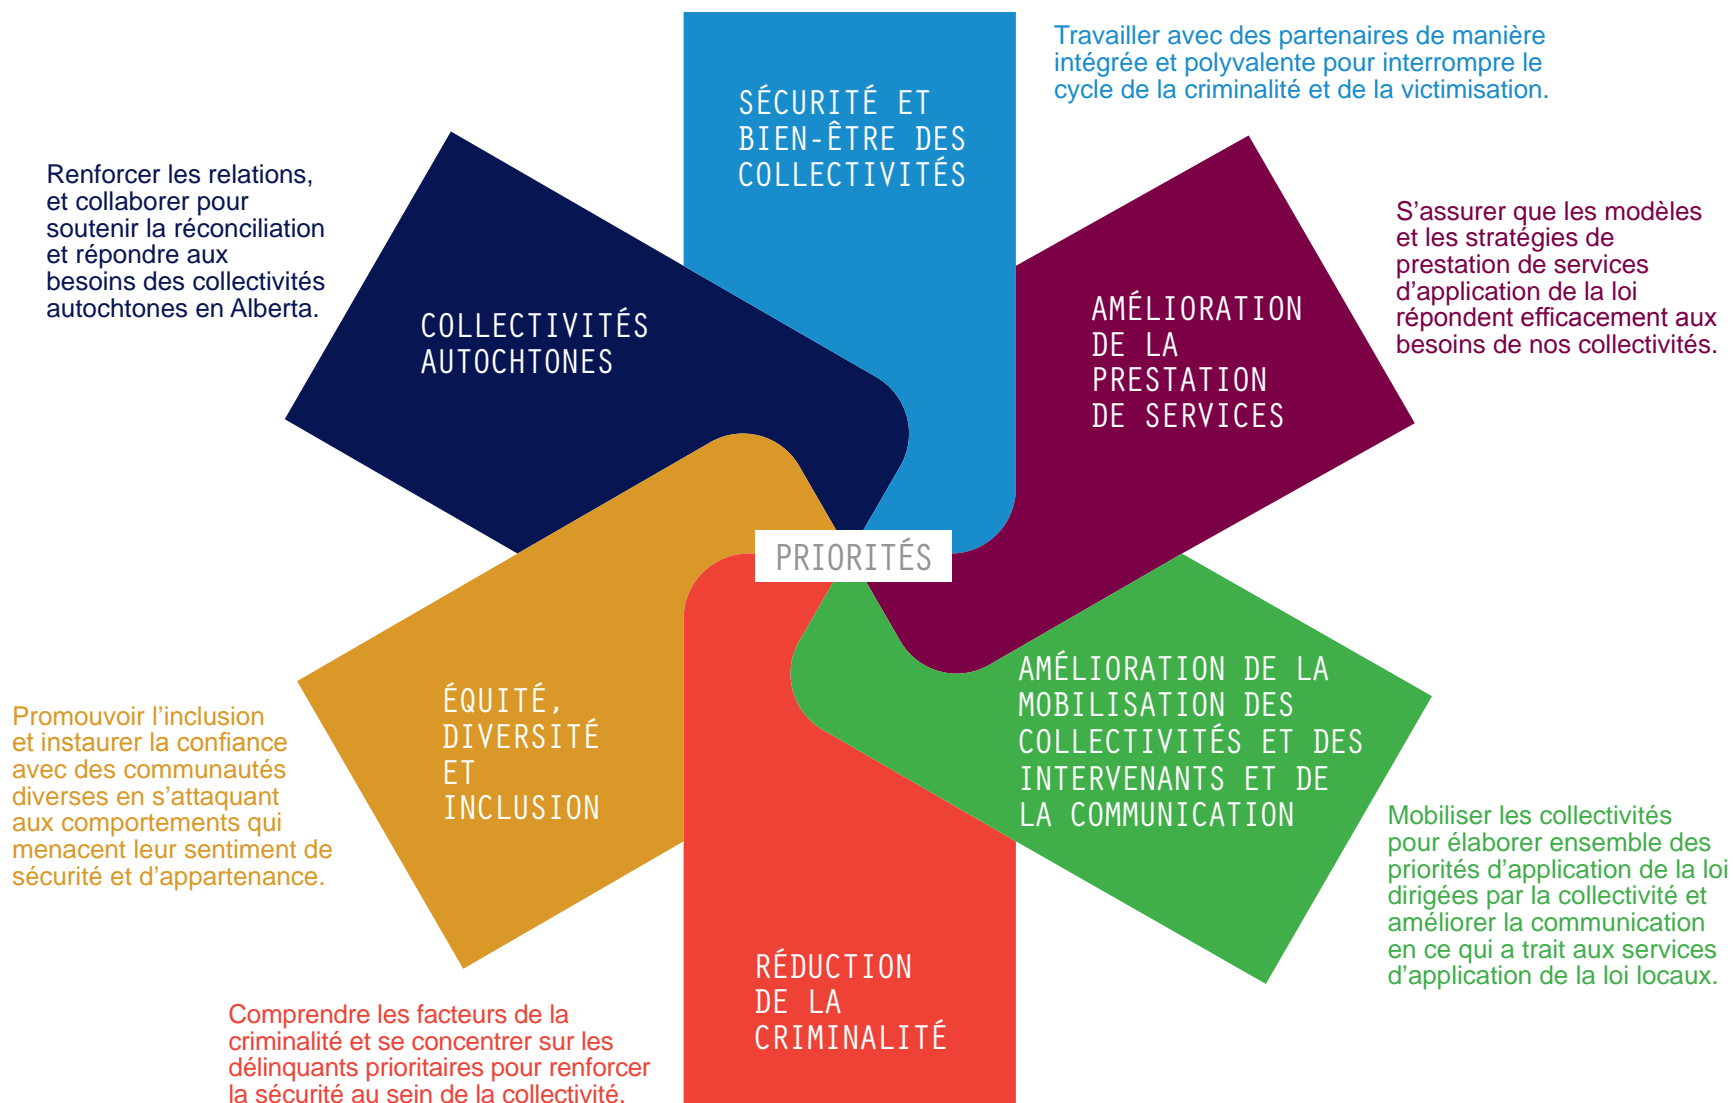 SÉCURITÉ ET
BIEN-ÊTRE DES
COLLECTIVITÉS
Travailler avec des partenaires de manière
intégrée et polyvalente pour interrompre le
cycle de la criminalité et de la victimisation.
AMÉLIORATION
DE LA
PRESTATION
DE SERVICES
S’assurer que les modèles
et les stratégies de
prestation de services
d’application de la loi
répondent efficacement aux
besoins de nos collectivités.
AMÉLIORATION DE LA
MOBILISATION DES
COLLECTIVITÉS ET DES
INTERVENANTS ET DE
LA COMMUNICATION
Mobiliser les collectivités
pour élaborer ensemble des
priorités d’application de la loi
dirigées par la collectivité et
améliorer la communication
en ce qui a trait aux services
d’application de la loi locaux.
RÉDUCTION
DE LA
CRIMINALITÉ
Comprendre les facteurs de la
criminalité et se concentrer sur les
délinquants prioritaires pour renforcer
la sécurité au sein de la collectivité.
ÉQUITÉ,
DIVERSITÉ
ET
INCLUSION
Promouvoir l’inclusion
et instaurer la confiance
avec des communautés
diverses en s’attaquant
aux comportements qui
menacent leur sentiment de
sécurité et d’appartenance.
COLLECTIVITÉS
AUTOCHTONES
Renforcer les relations,
et collaborer pour
soutenir la réconciliation
et répondre aux
besoins des collectivités
autochtones en Alberta.
PRIORITÉS